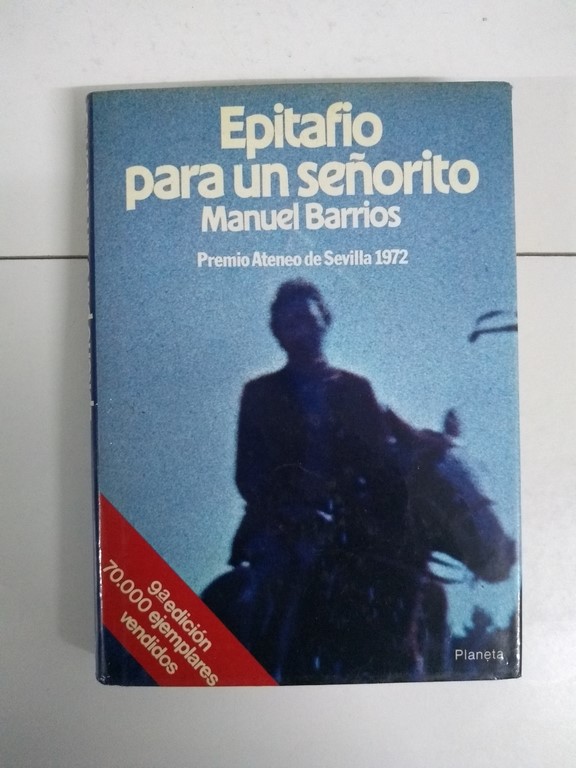 Epitafio
para un señorito
Manuel Barrios
Premio Ateneo de Sevilla 1972
9ª edición
70.000 ejemplares
vendidos
Planeta